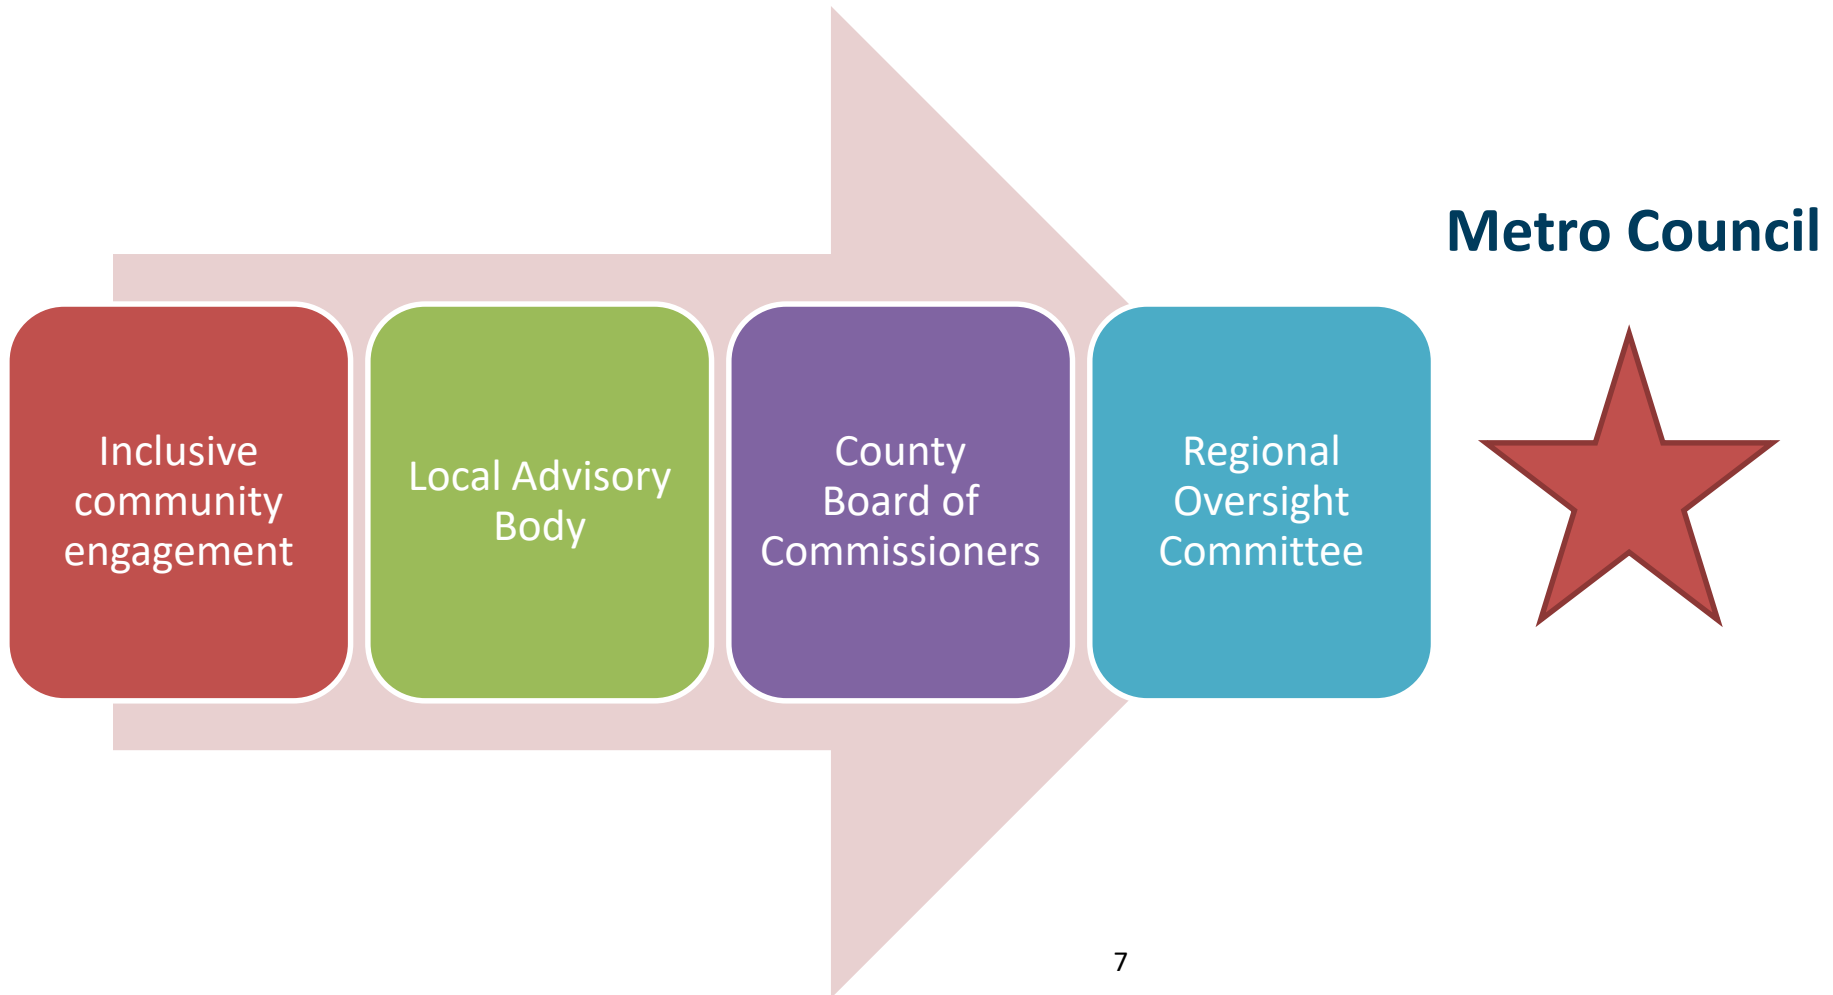 Metro Council
Inclusive
community
engagement
Local Advisory
Body
County
Board of
Commissioners
Regional
Oversight
Committee
7